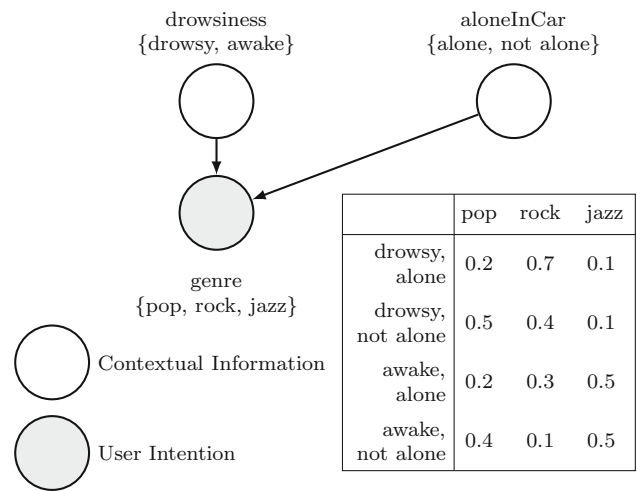 drowsiness
{drowsy, awake}
aloneInCar
{alone, not alone}
genre
{pop, rock, jazz}
Contextual Information
User Intention
pop rock jazz
drowsy,
alone 0.2 0.7 0.1
drowsy,
not alone 0.5 0.4 0.1
awake,
alone 0.2 0.3 0.5
awake,
not alone 0.4 0.1 0.5